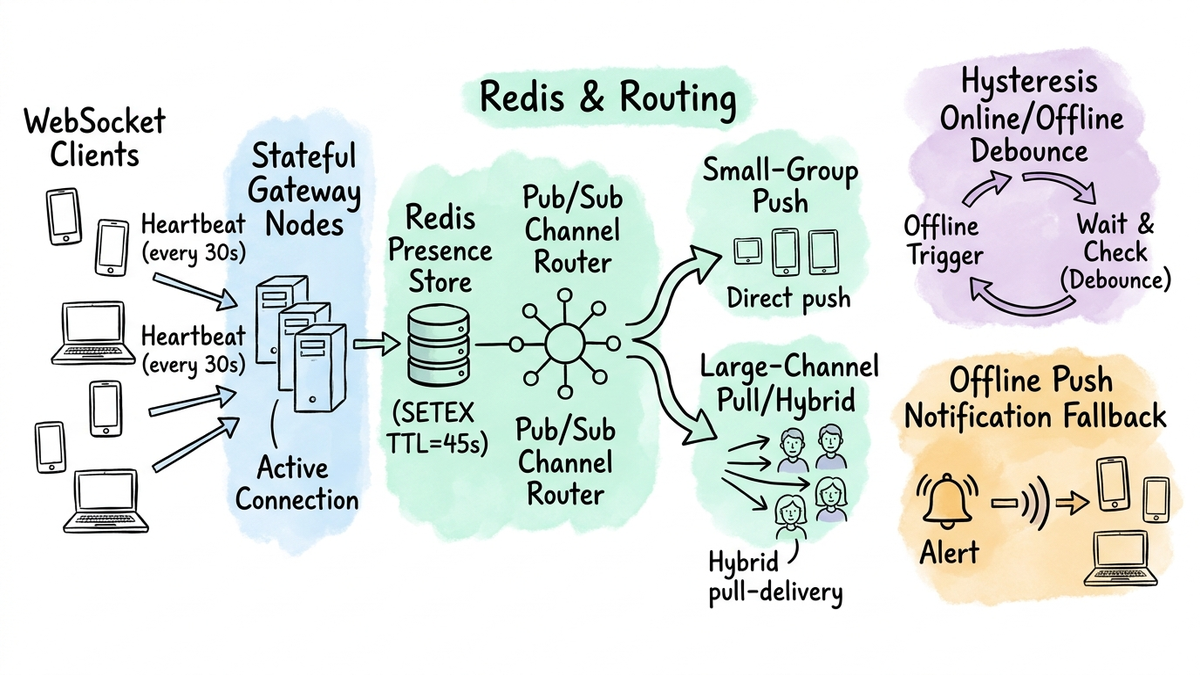 WebSocket
Clients
Heartbeat
(every 30s)
Heartbeat
(every 30s)
Stateful
Gateway
Nodes
Active
Connection
Redis & Routing
Redis
Presence
Store
(SETEX
TTL=45s)
Pub/Sub
Channel
Router
Pub/Sub
Channel
Router
Small-Group
Push
Direct push
Large-Channel
Pull/Hybrid
Hybrid
pull-delivery
Hysteresis
Online/Offline
Debounce
Offline
Trigger
Wait &
Check
(Debounce)
Offline Push
Notification Fallback
Alert